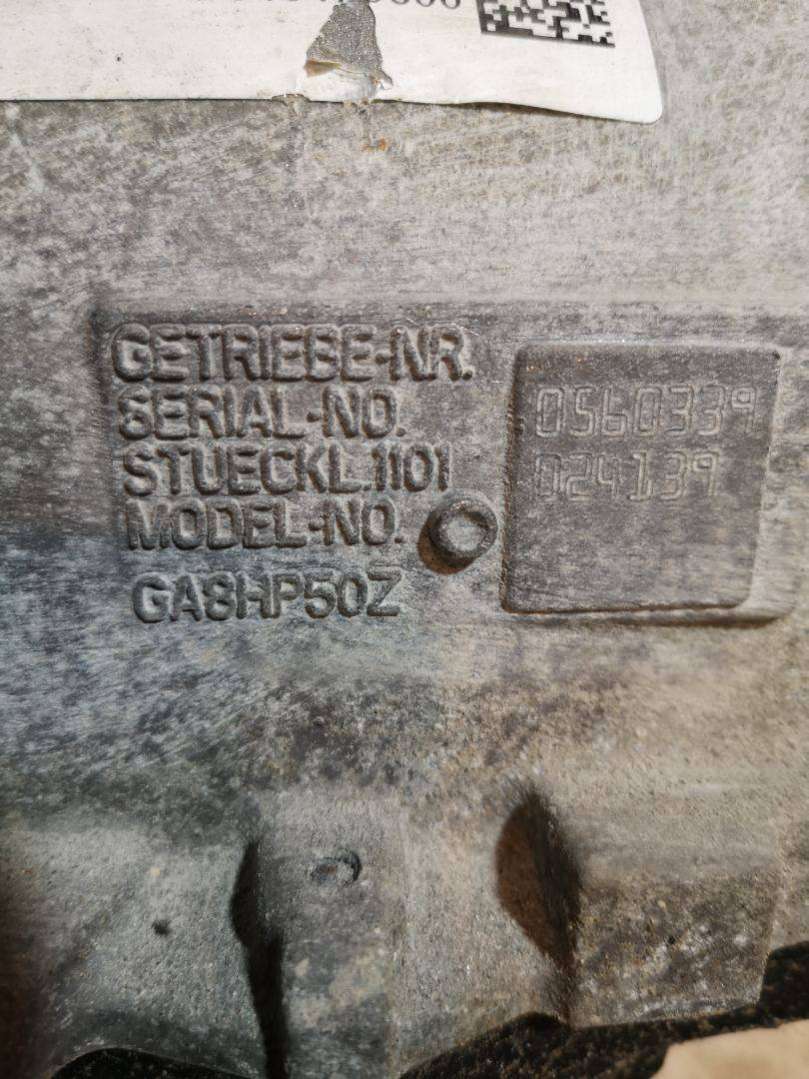 GETRIEBE-NR.
SERIAL-NO.
STUECKL.1101
MODEL-NO.
GA8HP50Z
0560339
024139